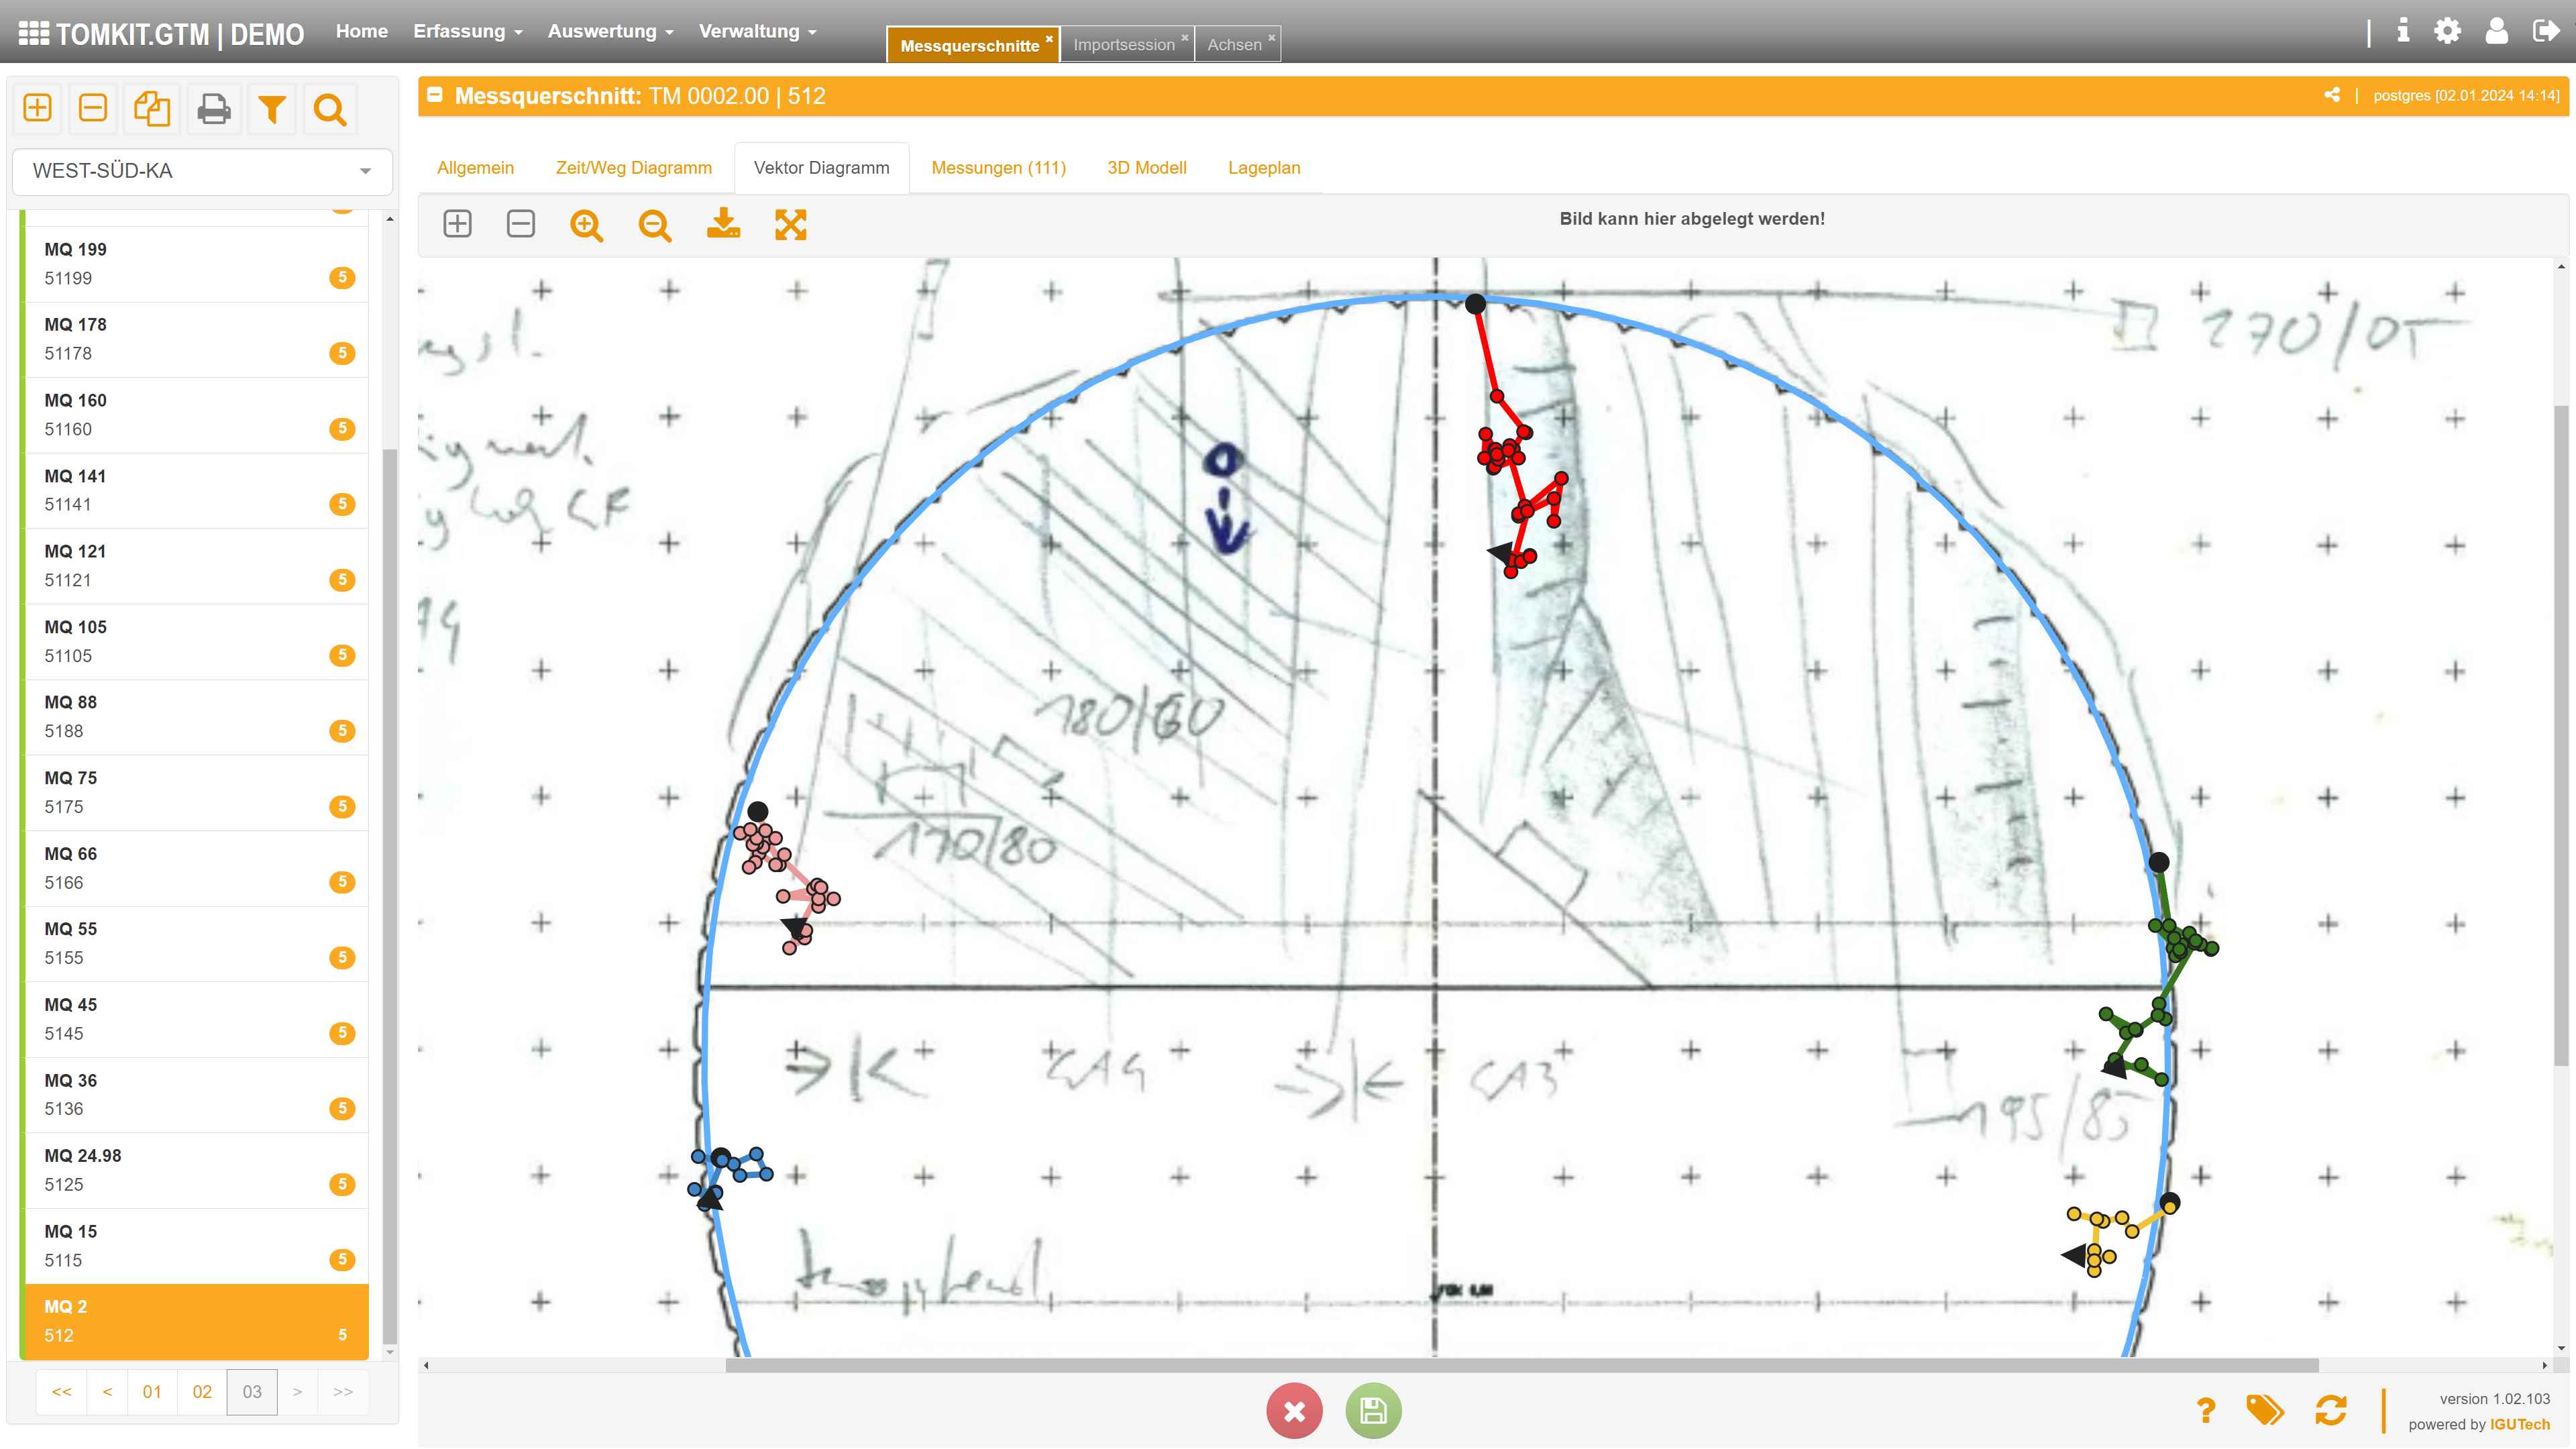 TOMKIT.GTM | DEMO
Home
Erfassung
Auswertung
Verwaltung
Messquerschnitte
Importsession
Achsen
Messquerschnitt: TM 0002.00 | 512
postgres [02.01.2024 14:14]
WEST-SÜD-KA
Allgemein
Zeit/Weg Diagramm
Vektor Diagramm
Messungen (111)
3D Modell
Lageplan
Bild kann hier abgelegt werden!
MQ 199
51199 5
MQ 178
51178 5
MQ 160
51160 5
MQ 141
51141 5
MQ 121
51121 5
MQ 105
51105 5
MQ 88
5188 5
MQ 75
5175 5
MQ 66
5166 5
MQ 55
5155 5
MQ 45
5145 5
MQ 36
5136 5
MQ 24.98
5125 5
MQ 15
5115 5
MQ 2
512 5
<< < 01 02 03 > >>
270/05
180/60
170/80
GA4
GA3
195/85
version 1.02.103
powered by IGUTech